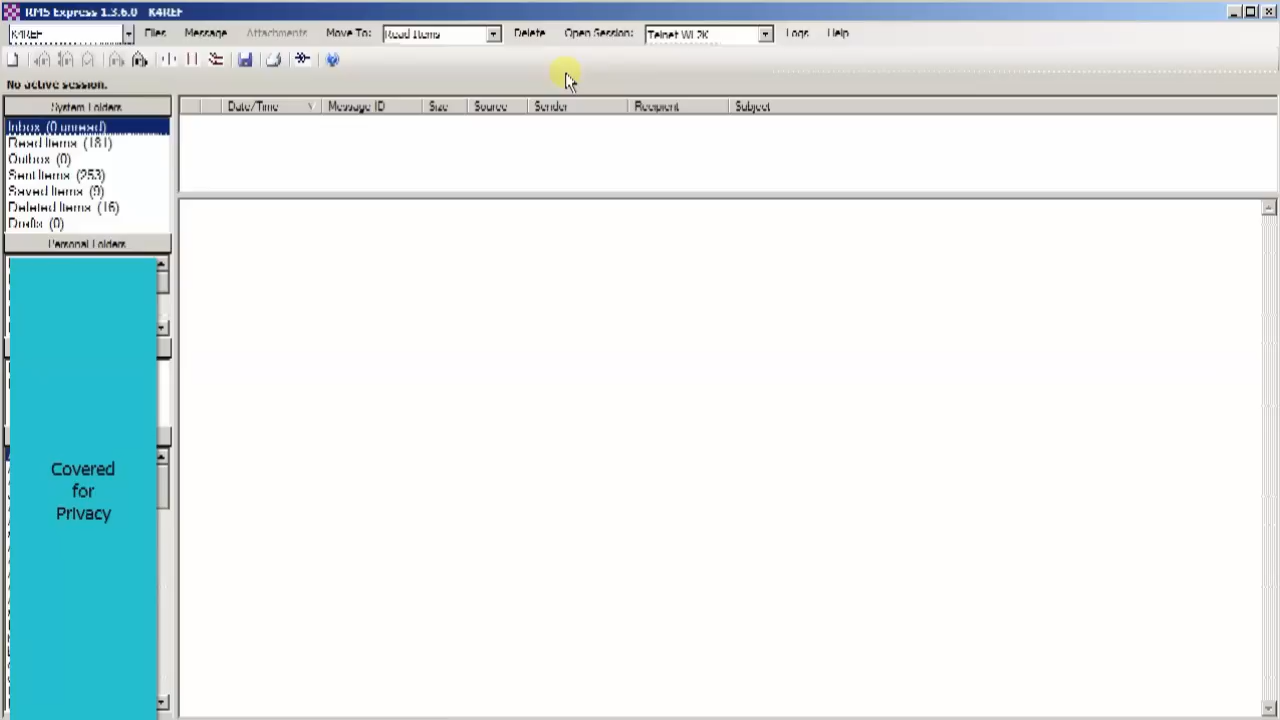 RMS Express 1.3.6.0 K4REF
K4REF Files Message Attachments Move To: Read Items Delete Open Session: Telnet WL2K Logs Help
No active session.
System Folders
Date/Time Message ID Size Source Sender Recipient Subject
Inbox (0 unread)
Read Items (181)
Outbox (0)
Sent Items (253)
Saved Items (9)
Deleted Items (16)
Drafts (0)
Personal Folders
Covered
for
Privacy